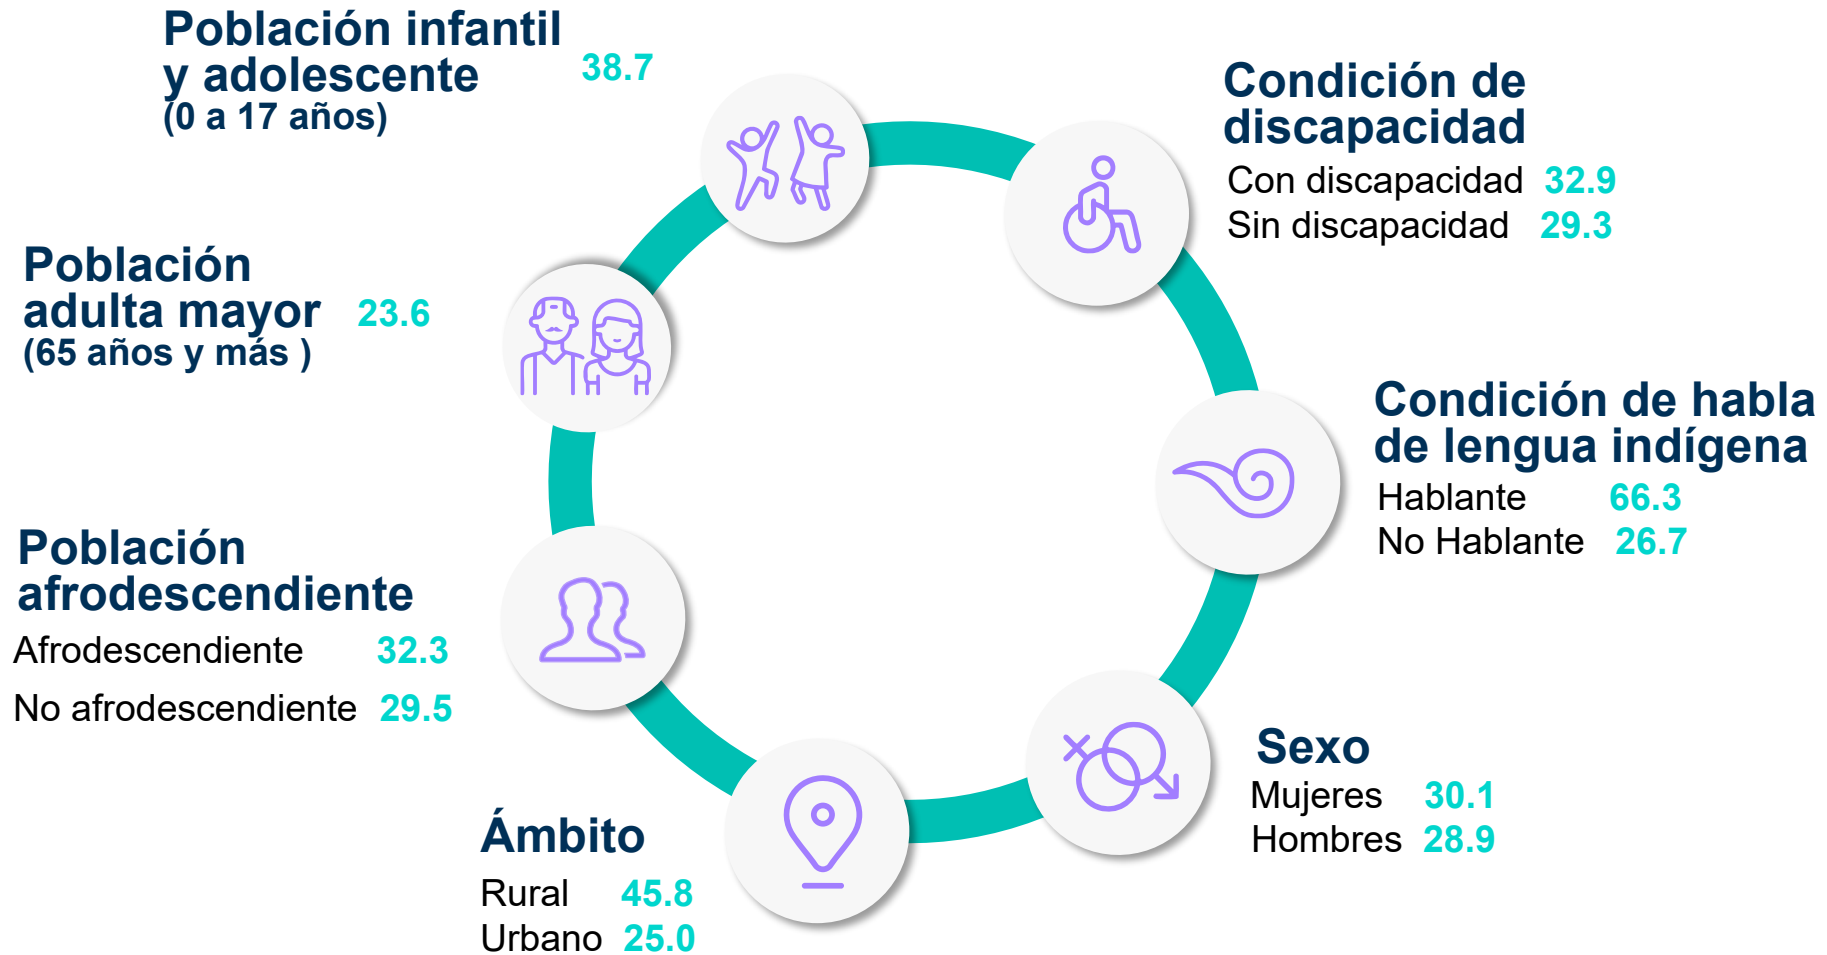 Población infantil
y adolescente 38.7
(0 a 17 años)
Condición de
discapacidad
Con discapacidad 32.9
Sin discapacidad 29.3
Población
adulta mayor 23.6
(65 años y más )
Condición de habla
de lengua indígena
Hablante 66.3
No Hablante 26.7
Población
afrodescendiente
Afrodescendiente 32.3
No afrodescendiente 29.5
Sexo
Mujeres 30.1
Hombres 28.9
Ámbito
Rural 45.8
Urbano 25.0